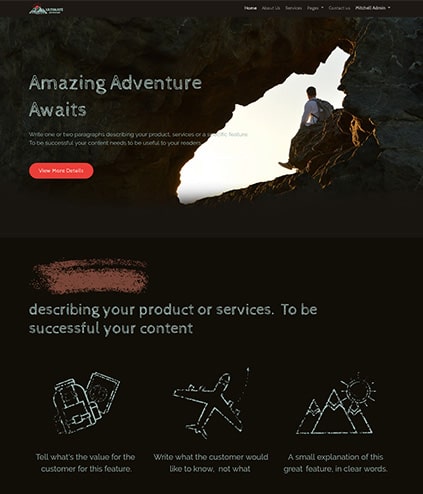 ULTIMATE
Home About Us Services Pages Contact us Mitchell Admin
Amazing Adventure
Awaits
Write one or two paragraphs describing your product, services or a specific feature.
To be successful your content needs to be useful to your readers.
View More Details
describing your product or services. To be
successful your content
Tell what's the value for the
customer for this feature.
Write what the customer would
like to know, not what
A small explanation of this
great feature, in clear words.